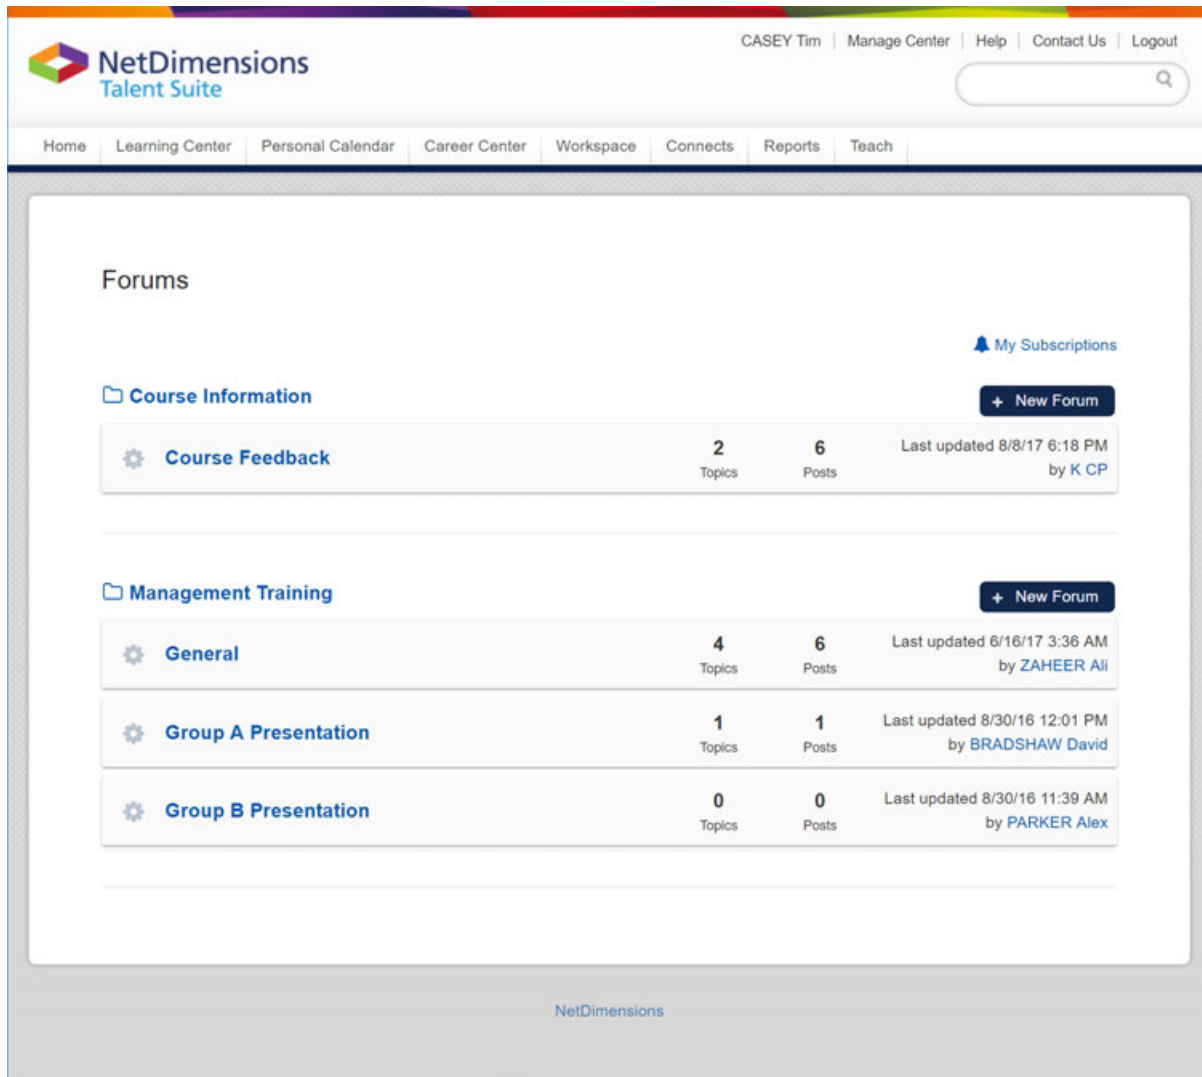 CASEY Tim | Manage Center | Help | Contact Us | Logout
NetDimensions
Talent Suite
Home Learning Center Personal Calendar Career Center Workspace Connects Reports Teach
Forums
My Subscriptions
Course Information
+ New Forum
Course Feedback
2
Topics
6
Posts
Last updated 8/8/17 6:18 PM
by K CP
Management Training
+ New Forum
General
4
Topics
6
Posts
Last updated 6/16/17 3:36 AM
by ZAHEER Ali
Group A Presentation
1
Topics
1
Posts
Last updated 8/30/16 12:01 PM
by BRADSHAW David
Group B Presentation
0
Topics
0
Posts
Last updated 8/30/16 11:39 AM
by PARKER Alex
NetDimensions